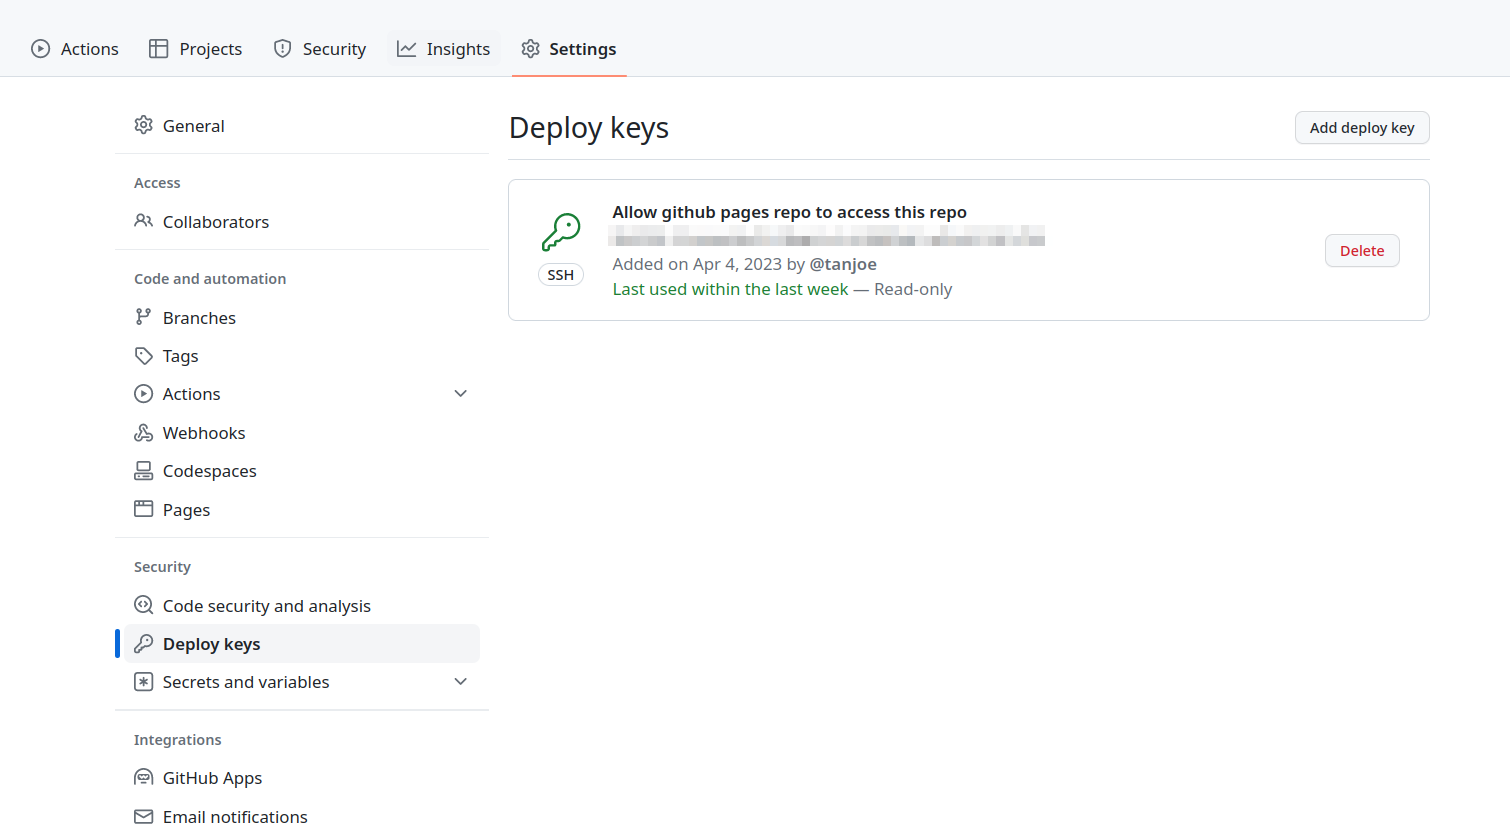 Actions Projects Security Insights Settings
General
Access
Collaborators
Code and automation
Branches
Tags
Actions
Webhooks
Codespaces
Pages
Security
Code security and analysis
Deploy keys
Secrets and variables
Integrations
GitHub Apps
Email notifications
Deploy keys
Add deploy key
Allow github pages repo to access this repo
SSH
Added on Apr 4, 2023 by @tanjoe
Last used within the last week — Read-only
Delete